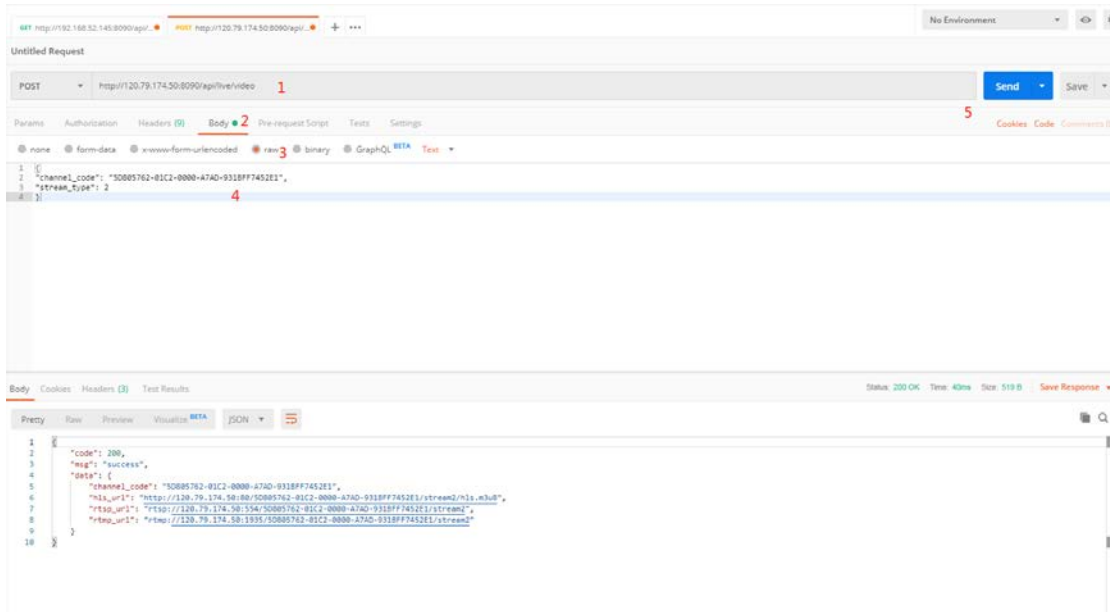 GET http://192.168.52.145:8090/api/... POST http://120.79.174.50:8090/api/... + ••• No Environment
Untitled Request
POST http://120.79.174.50:8090/api/live/video 1 Send Save
5
Params Authorization Headers (9) Body 2 Pre-request Script Tests Settings Cookies Code Comments
none form-data x-www-form-urlencoded raw 3 binary GraphQL BETA Text
1 {
2 "channel_code": "5D805762-01C2-0000-A7AD-9318FF7452E1",
3 "stream_type": 2
4 }
4
Body Cookies Headers (3) Test Results Status: 200 OK Time: 40ms Size: 519 B Save Response
Pretty Raw Preview Visualize BETA JSON
1 {
2 "code": 200,
3 "msg": "success",
4 "data": {
5 "channel_code": "5D805762-01C2-0000-A7AD-9318FF7452E1",
6 "hls_url": "http://120.79.174.50:80/5D805762-01C2-0000-A7AD-9318FF7452E1/stream2/hls.m3u8",
7 "rtsp_url": "rtsp://120.79.174.50:554/5D805762-01C2-0000-A7AD-9318FF7452E1/stream2",
8 "rtmp_url": "rtmp://120.79.174.50:1935/5D805762-01C2-0000-A7AD-9318FF7452E1/stream2"
9 }
10 }